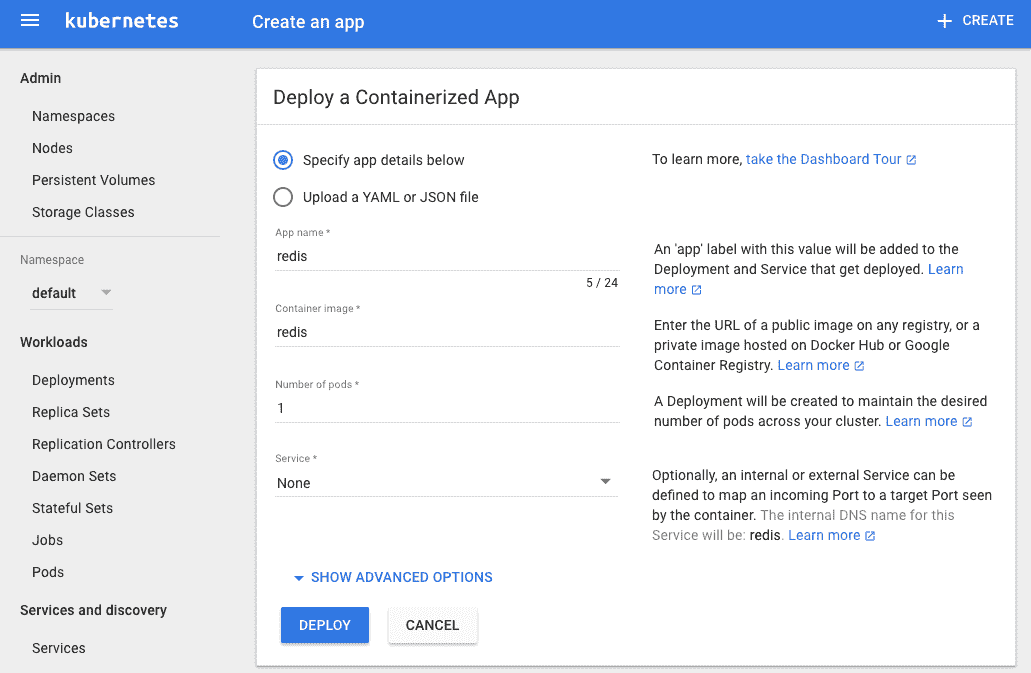 kubernetes
Create an app
+ CREATE
Admin
Namespaces
Nodes
Persistent Volumes
Storage Classes
Namespace
default
Workloads
Deployments
Replica Sets
Replication Controllers
Daemon Sets
Stateful Sets
Jobs
Pods
Services and discovery
Services
Deploy a Containerized App
Specify app details below
Upload a YAML or JSON file
To learn more, take the Dashboard Tour
App name *
redis
5 / 24
An 'app' label with this value will be added to the
Deployment and Service that get deployed. Learn
more
Container image *
redis
Enter the URL of a public image on any registry, or a
private image hosted on Docker Hub or Google
Container Registry. Learn more
Number of pods *
1
A Deployment will be created to maintain the desired
number of pods across your cluster. Learn more
Service *
None
Optionally, an internal or external Service can be
defined to map an incoming Port to a target Port seen
by the container. The internal DNS name for this
Service will be: redis. Learn more
SHOW ADVANCED OPTIONS
DEPLOY
CANCEL